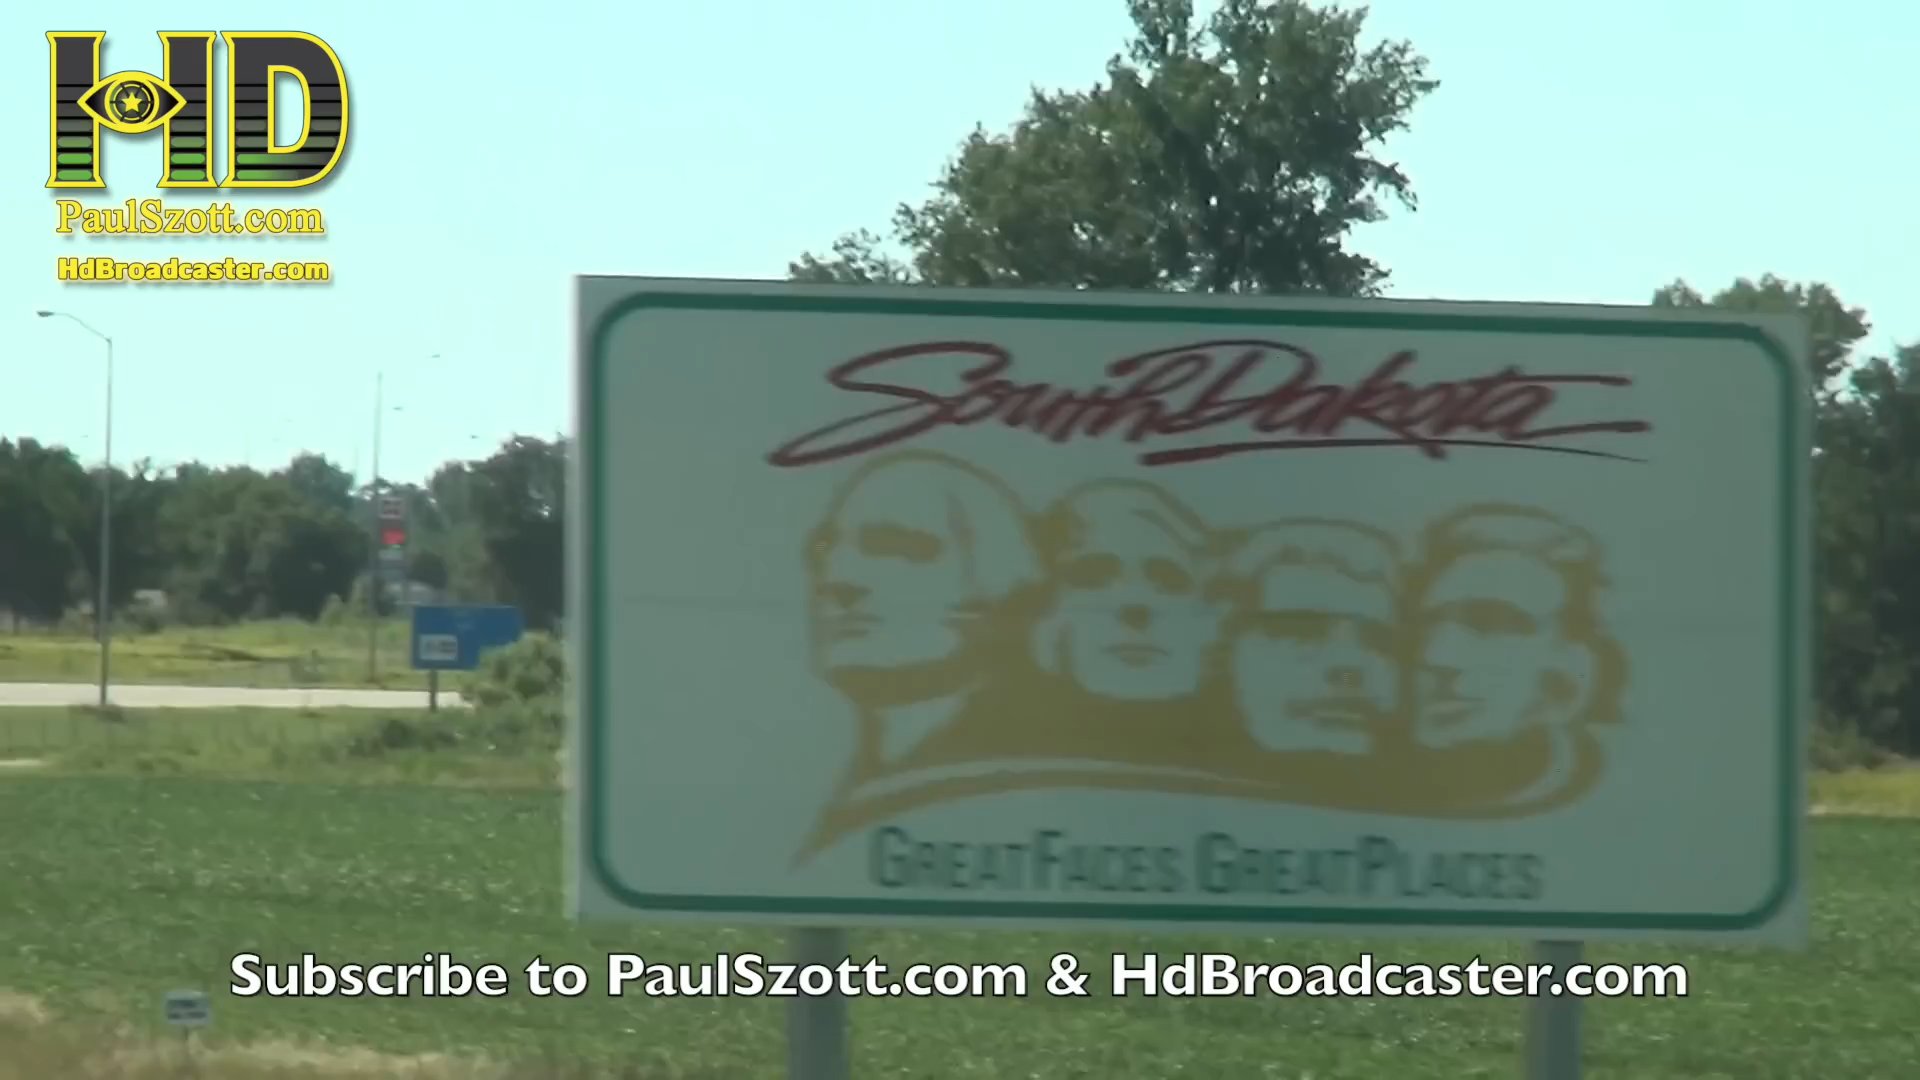 HD
PaulSzott.com
HdBroadcaster.com
South Dakota
GREAT FACES GREAT PLACES
Subscribe to PaulSzott.com & HdBroadcaster.com